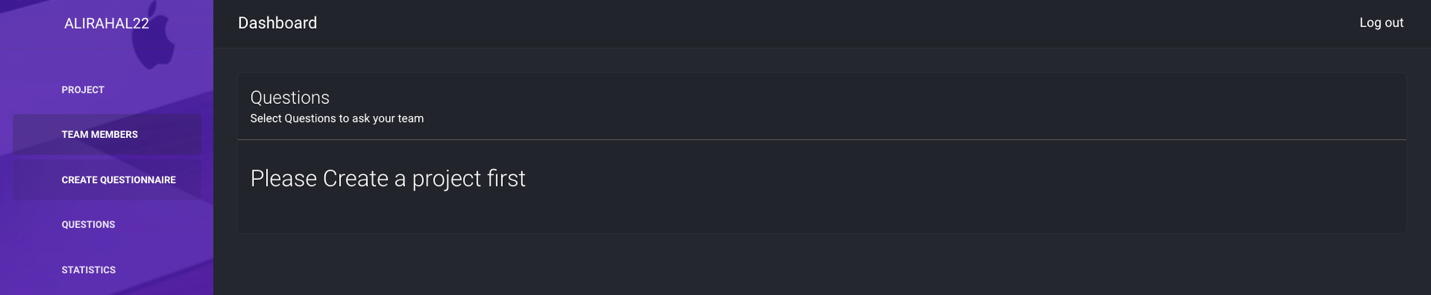 ALIRAHAL22
Dashboard
Log out
PROJECT
TEAM MEMBERS
CREATE QUESTIONNAIRE
QUESTIONS
STATISTICS
Questions
Select Questions to ask your team
Please Create a project first